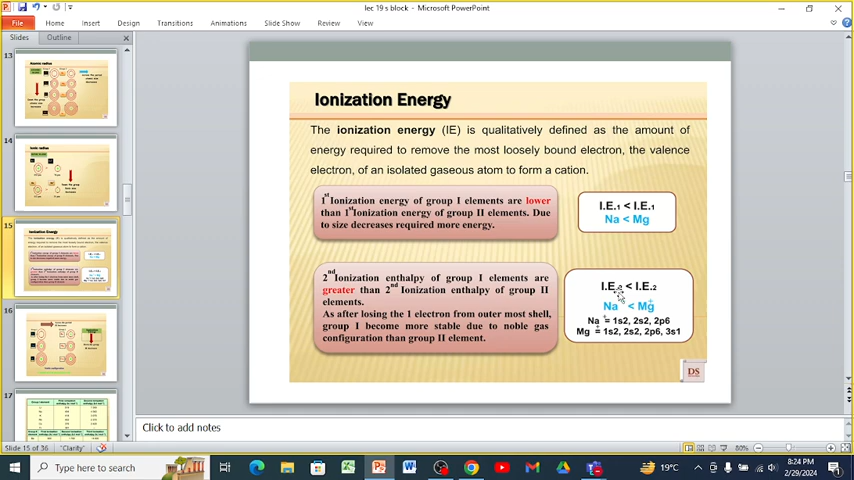 lec 19 s block - Microsoft PowerPoint
File Home Insert Design Transitions Animations Slide Show Review View
Slides Outline
13
14
15
16
17
Ionization Energy
The ionization energy (IE) is qualitatively defined as the amount of
energy required to remove the most loosely bound electron, the valence
electron, of an isolated gaseous atom to form a cation.
1st Ionization energy of group I elements are lower
than 1st Ionization energy of group II elements. Due
to size decreases required more energy.
I.E.1 < I.E.1
Na < Mg
2nd Ionization enthalpy of group I elements are
greater than 2nd Ionization enthalpy of group II
elements.
As after losing the 1 electron from outer most shell,
group I become more stable due to noble gas
configuration than group II element.
I.E.2 < I.E.2
Na+ < Mg+
Na+ = 1s2, 2s2, 2p6
Mg+ = 1s2, 2s2, 2p6, 3s1
DS
Click to add notes
Slide 15 of 36 "Clarity" 80%
Type here to search
19°C
8:24 PM
2/29/2024